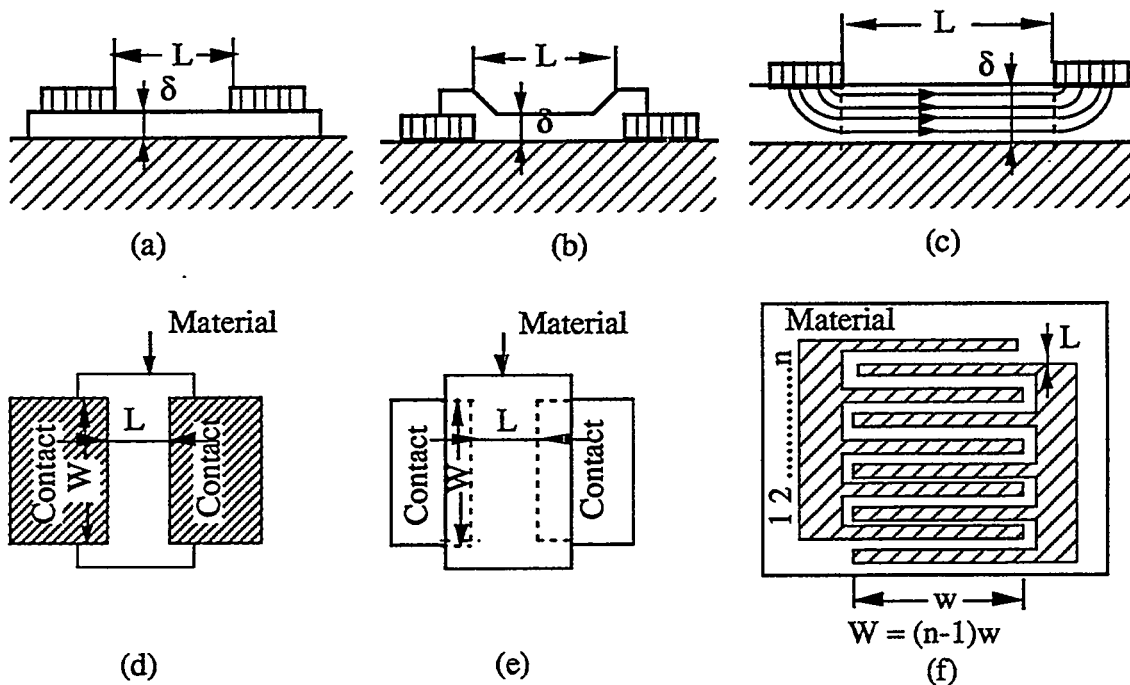 L
δ
(a)
L
δ
(b)
L
δ
(c)
Material
Contact
W
L
Contact
(d)
Material
Contact
W
L
Contact
(e)
Material
L
1 2 ........... n
w
W = (n-1)w
(f)